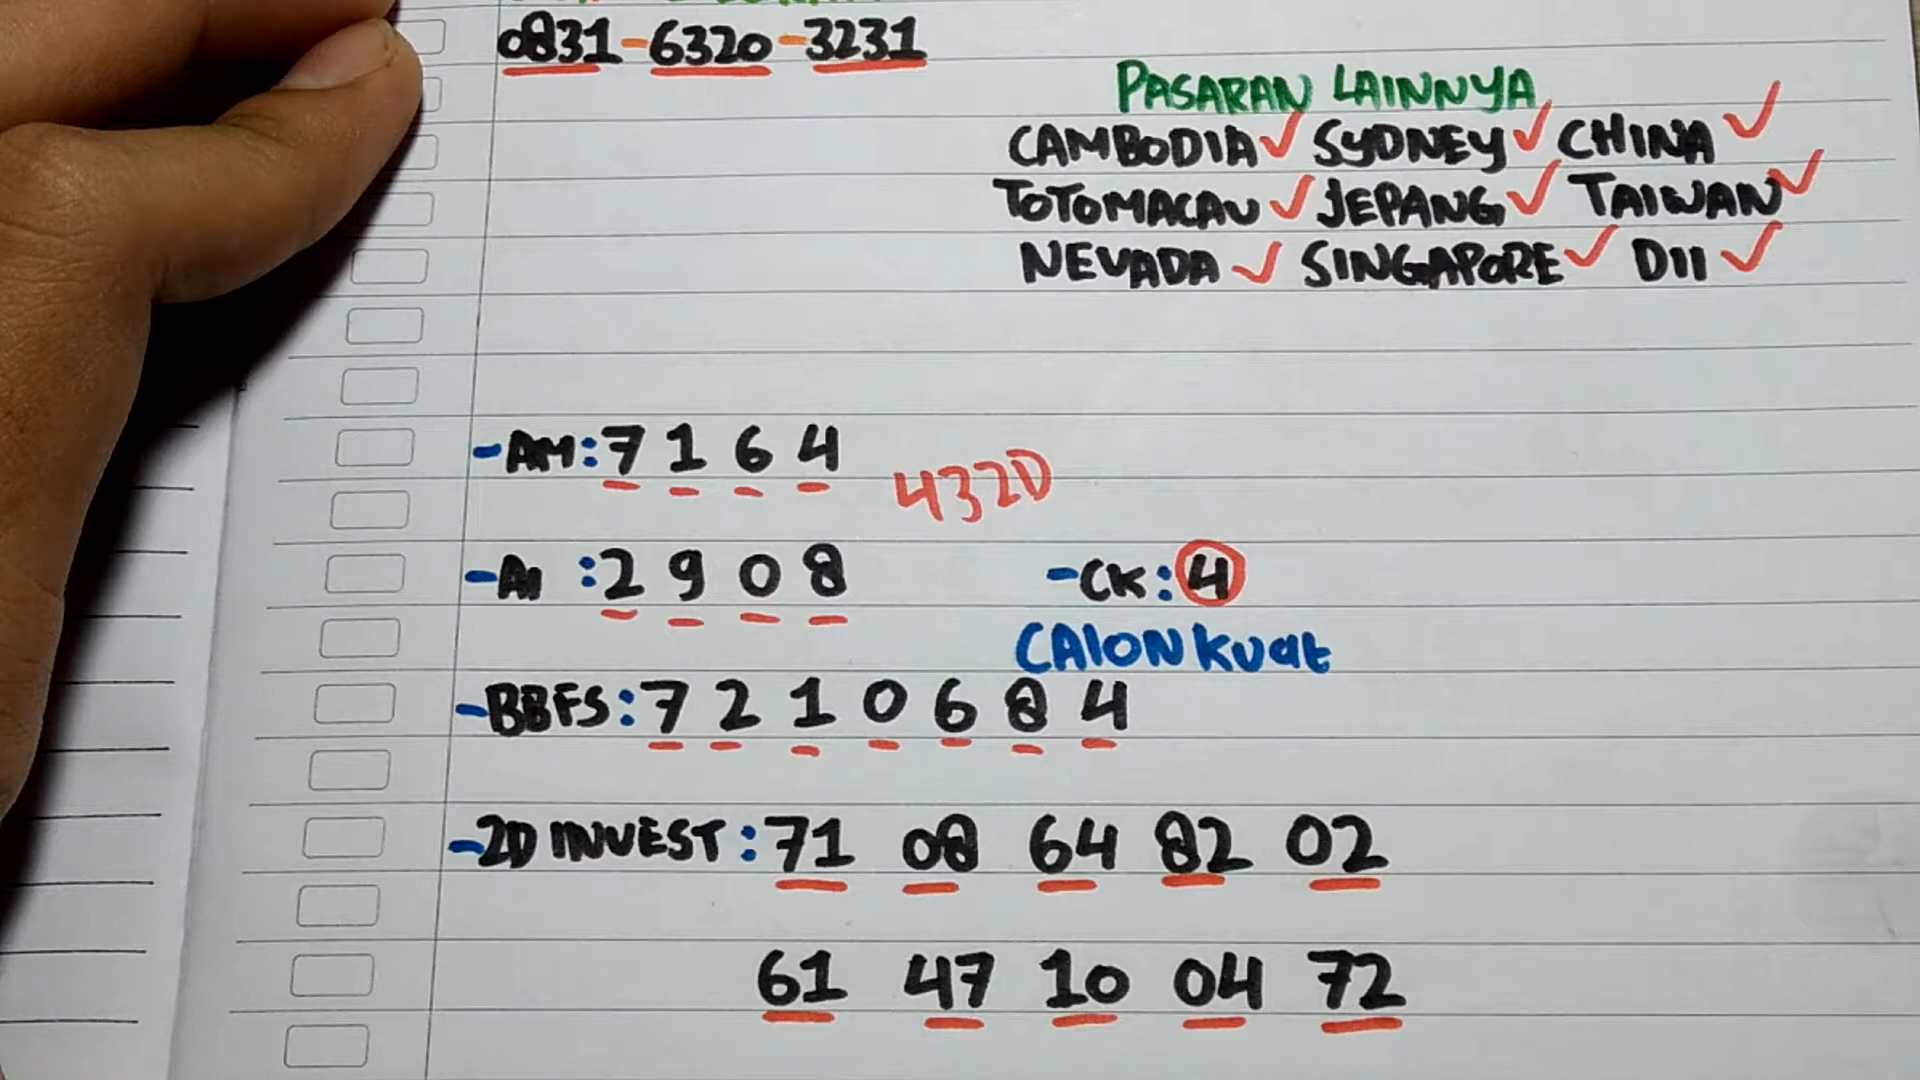 0831-6320-3231
PASARAN LAINNYA
CAMBODIA✓ SYDNEY✓ CHINA✓
TOTOMACAU✓ JEPANG✓ TAIWAN✓
NEVADA✓ SINGAPORE✓ DII✓
-AM: 7 1 6 4
432D
-AI : 2 9 0 8
-CK: 4
CALON KUAt
-BBFS: 7 2 1 0 6 8 4
-2D INVEST: 71 08 64 82 02
61 47 10 04 72